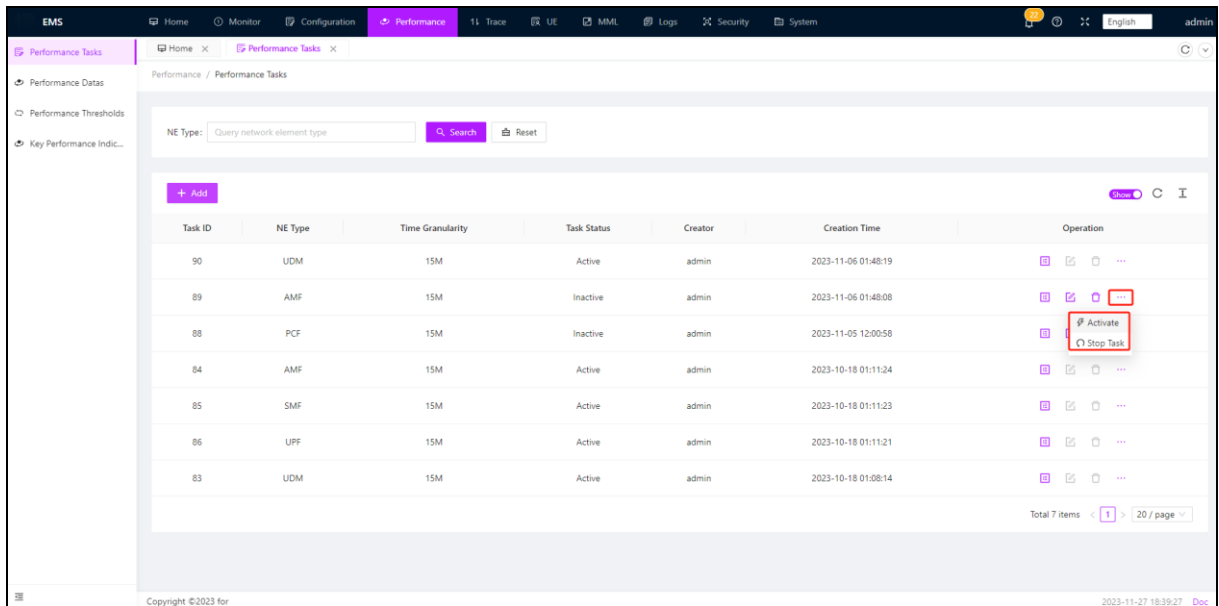 EMS Home Monitor Configuration Performance Trace UE MML Logs Security System 22 English admin
Performance Tasks Home Performance Tasks
Performance Datas Performance / Performance Tasks
Performance Thresholds
Key Performance Indic... NE Type: Query network element type Search Reset
+ Add Show
Task ID NE Type Time Granularity Task Status Creator Creation Time Operation
90 UDM 15M Active admin 2023-11-06 01:48:19 ...
89 AMF 15M Inactive admin 2023-11-06 01:48:08 ...
Activate
88 PCF 15M Inactive admin 2023-11-05 12:00:58
Stop Task
84 AMF 15M Active admin 2023-10-18 01:11:24 ...
85 SMF 15M Active admin 2023-10-18 01:11:23 ...
86 UPF 15M Active admin 2023-10-18 01:11:21 ...
83 UDM 15M Active admin 2023-10-18 01:08:14 ...
Total 7 items < 1 > 20 / page
Copyright ©2023 for 2023-11-27 18:39:27 Doc